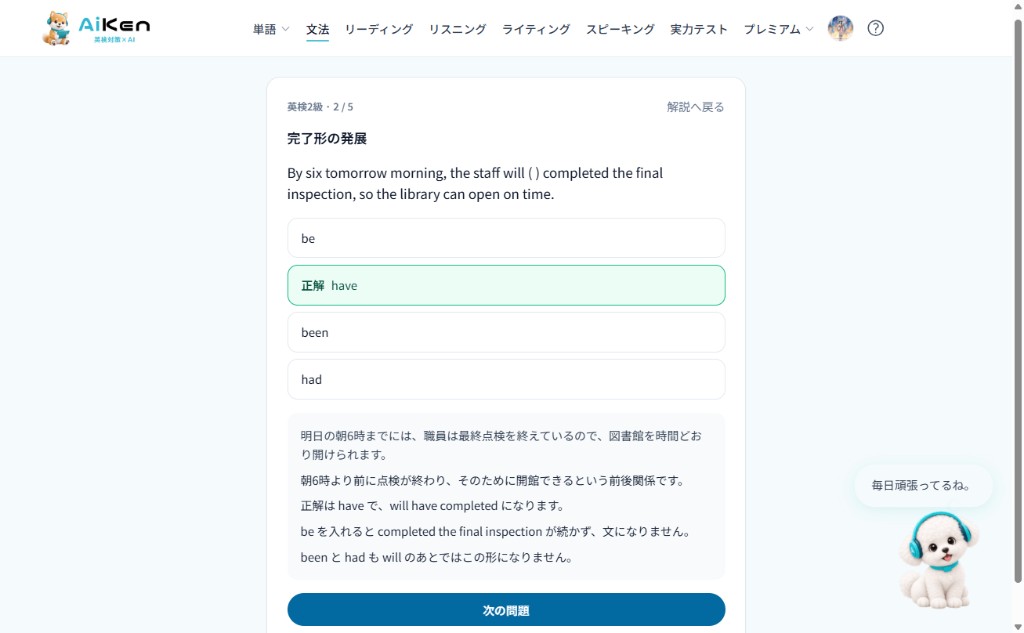 AiKen
英検対策×AI
単語
文法
リーディング
リスニング
ライティング
スピーキング
実力テスト
プレミアム
?
英検2級・2 / 5
解説へ戻る
完了形の発展
By six tomorrow morning, the staff will ( ) completed the final
inspection, so the library can open on time.
be
正解 have
been
had
明日の朝6時までには、職員は最終点検を終えているので、図書館を時間どお
り開けられます。
朝6時より前に点検が終わり、そのために開館できるという前後関係です。
正解は have で、will have completed になります。
be を入れると completed the final inspection が続かず、文になりません。
been と had も will のあとではこの形になりません。
次の問題
毎日頑張ってるね。